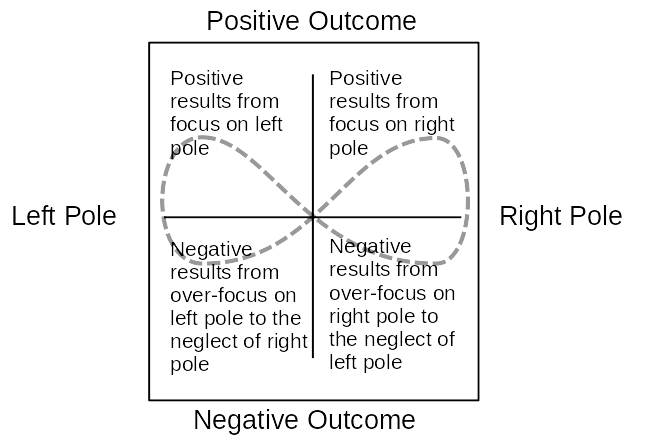 Positive Outcome
Positive
results from
focus on left
pole
Positive
results from
focus on right
pole
Left Pole
Right Pole
Negative
results from
over-focus on
left pole to the
neglect of right
pole
Negative
results from
over-focus on
right pole to
the neglect of
left pole
Negative Outcome